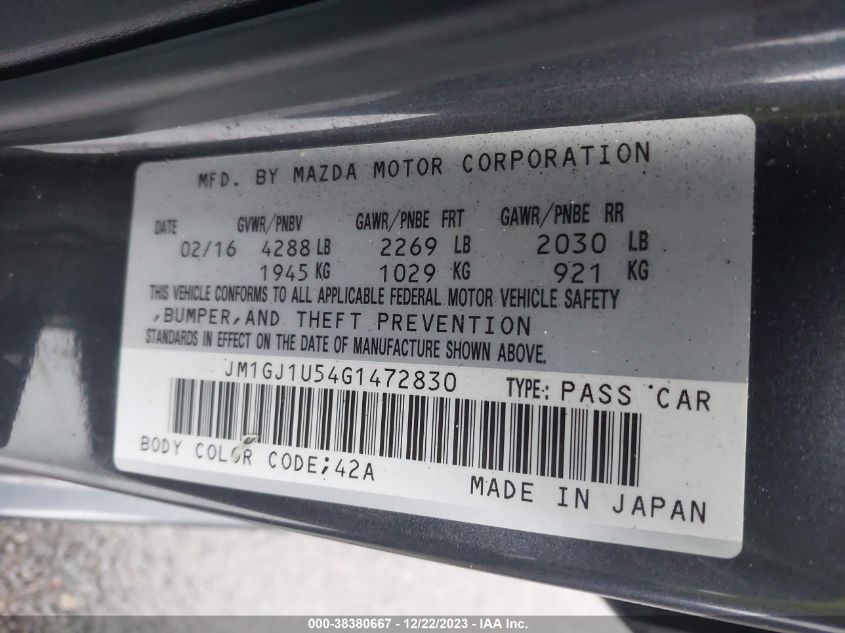 MFD. BY MAZDA MOTOR CORPORATION
DATE GVWR/PNBV GAWR/PNBE FRT GAWR/PNBE RR
02/16 4288 LB 2269 LB 2030 LB
1945 KG 1029 KG 921 KG
THIS VEHICLE CONFORMS TO ALL APPLICABLE FEDERAL MOTOR VEHICLE SAFETY
,BUMPER,AND THEFT PREVENTION
STANDARDS IN EFFECT ON THE DATE OF MANUFACTURE SHOWN ABOVE.
JM1GJ1U54G1472830 TYPE: PASS CAR
BODY COLOR CODE;42A
MADE IN JAPAN
000-38380667 - 12/22/2023 - IAA Inc.